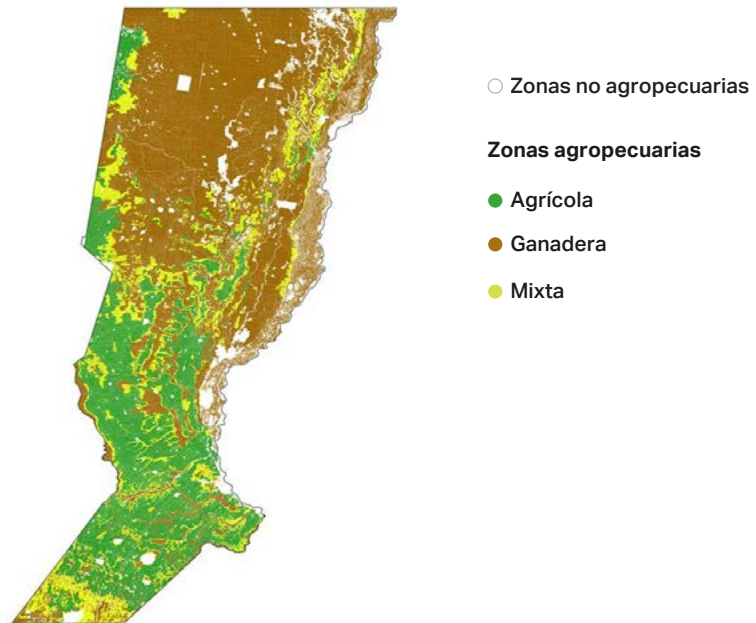 Zonas no agropecuarias
Zonas agropecuarias
Agrícola
Ganadera
Mixta